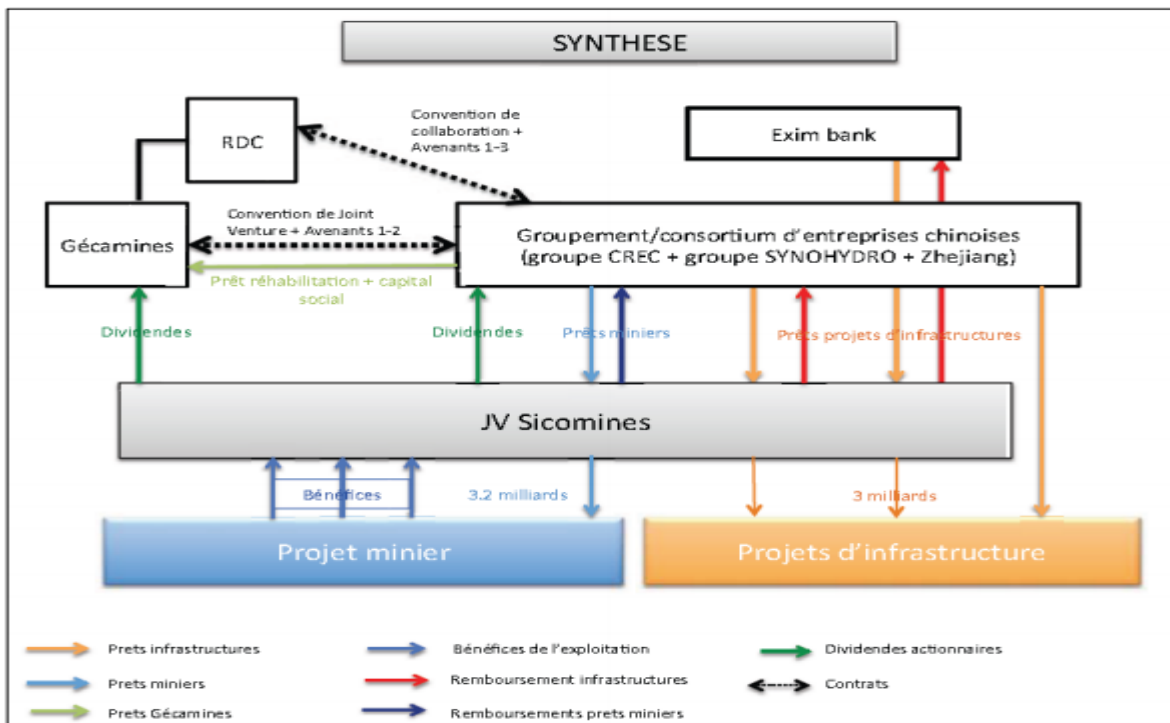 SYNTHESE
RDC
Convention de
collaboration +
Avenants 1-3
Exim bank
Gécamines
Convention de Joint
Venture + Avenants 1-2
Groupement/consortium d'entreprises chinoises
(groupe CREC + groupe SYNOHYDRO + Zhejiang)
Prêt réhabilitation + capital
social
Dividendes
Dividendes
Prêts miniers
Prêts projets d'infrastructures
JV Sicomines
Bénéfices
3.2 milliards
3 milliards
Projet minier
Projets d'infrastructure
Prets infrastructures
Bénéfices de l'exploitation
Dividendes actionnaires
Prets miniers
Remboursement infrastructures
Contrats
Prets Gécamines
Remboursements prets miniers